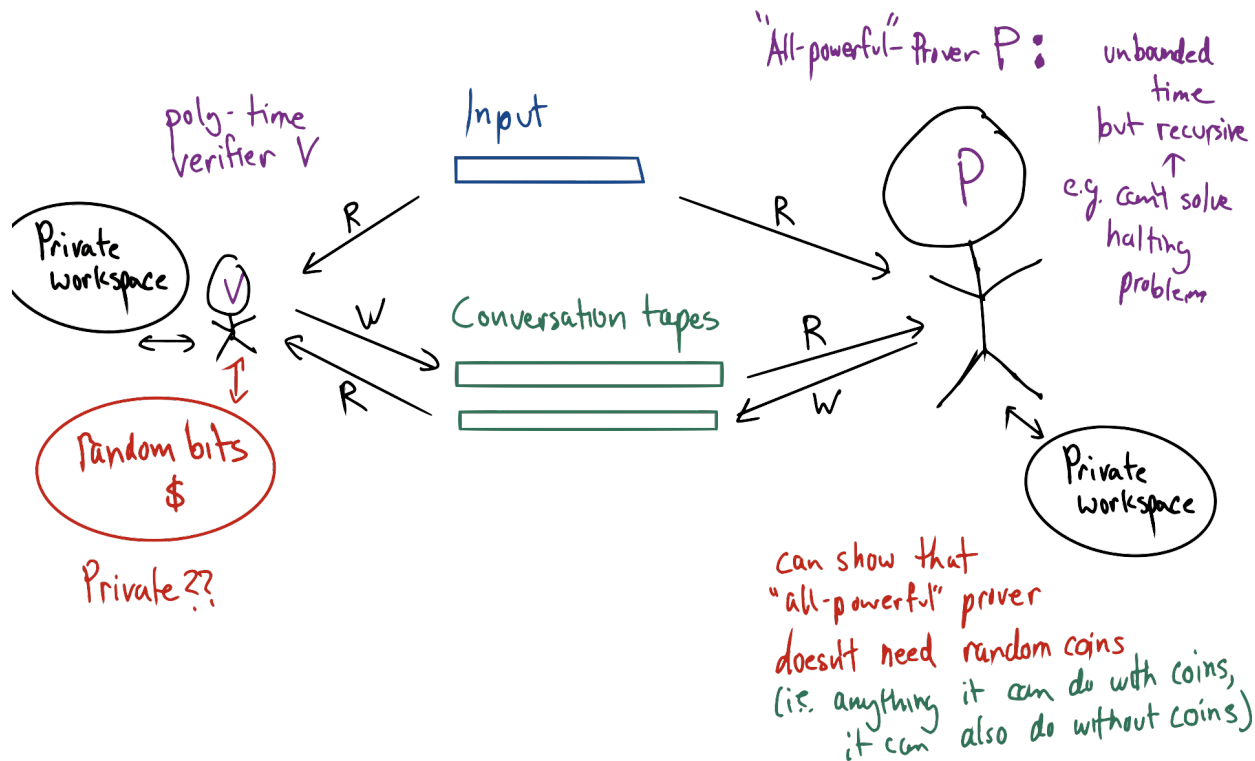 "All-powerful" Prover P:
unbounded
time
but recursive
↑
e.g. can't solve
halting
problem
poly-time
verifier V
Input
P
R
R
Private
workspace
V
W
R
Conversation tapes
R
W
random bits
$
Private??
Private
workspace
can show that
"all-powerful" prover
doesn't need random coins
(i.e. anything it can do with coins,
it can also do without coins)